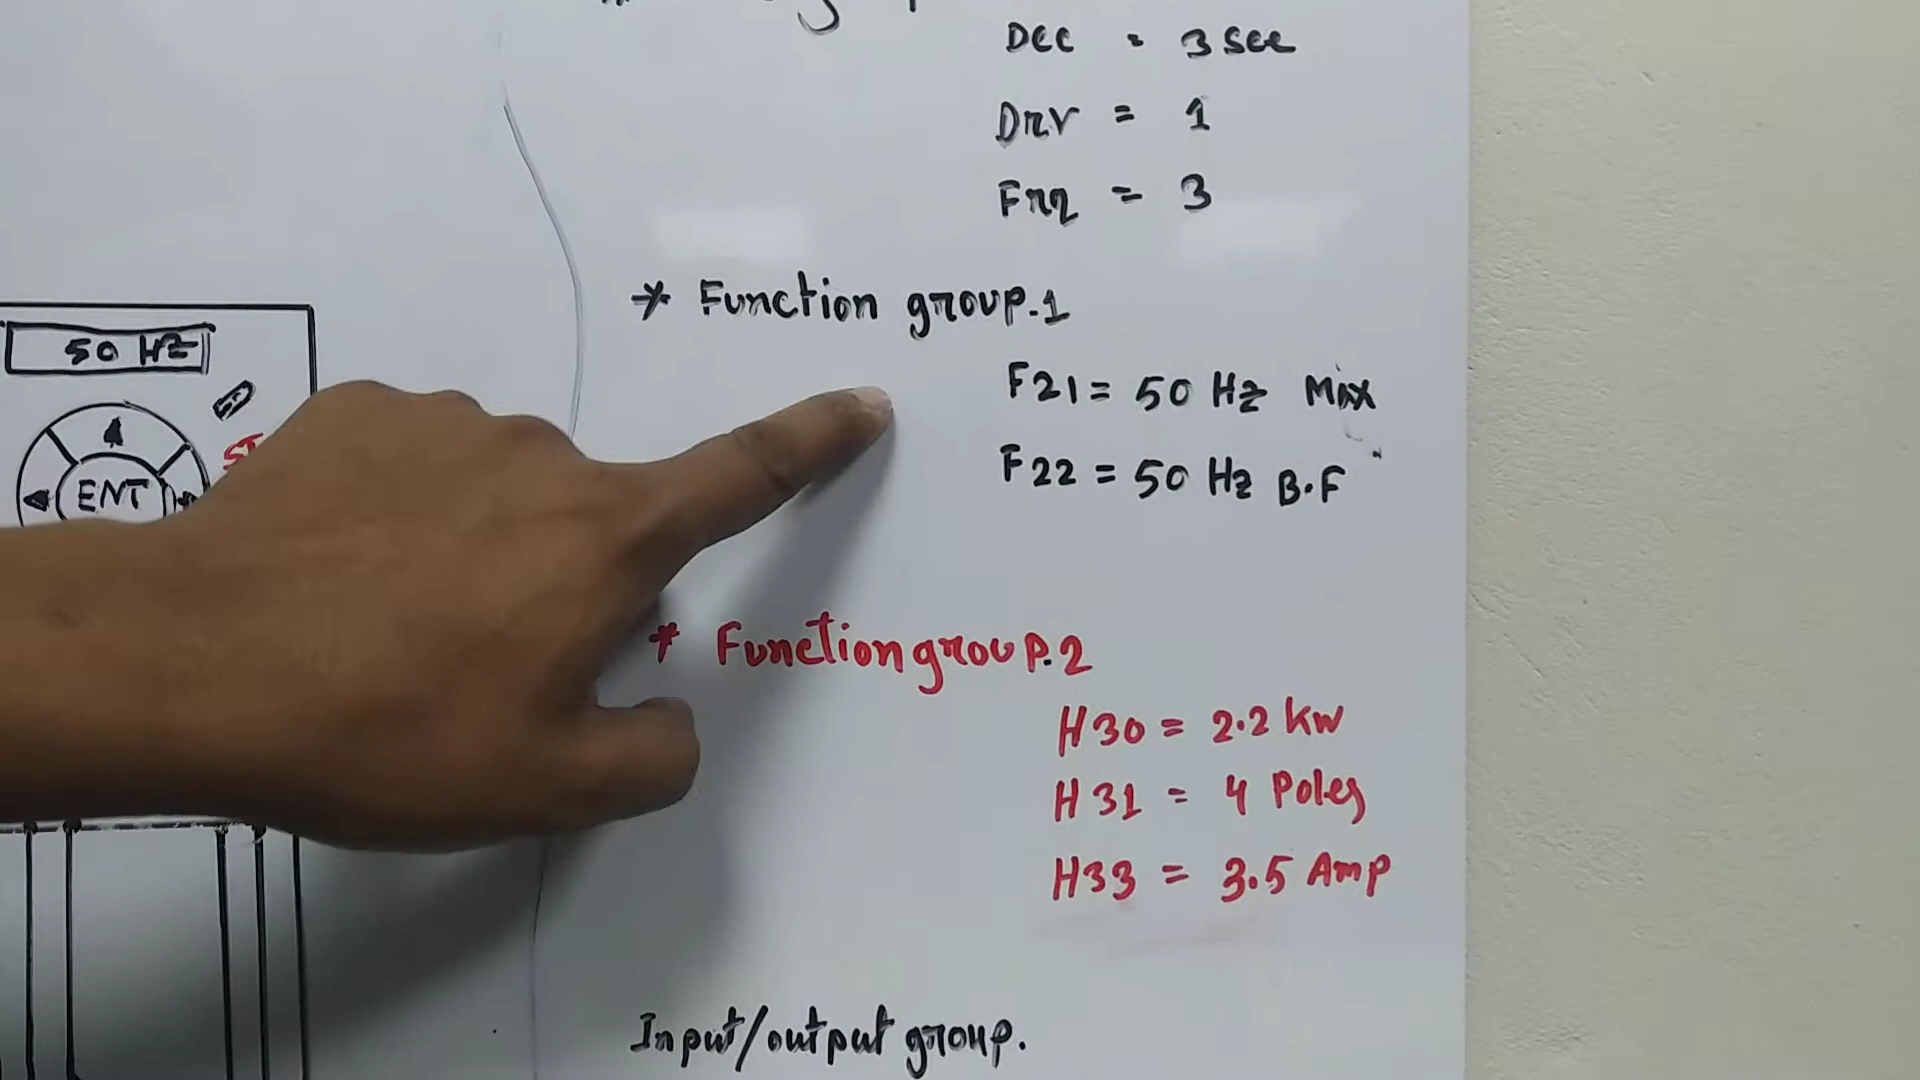 Dcc = 3 Sec
Drv = 1
Frq = 3
* Function group.1
F21 = 50 Hz Max
F22 = 50 Hz B.F
50 Hz
ENT
* Function group.2
H30 = 2.2 Kw
H31 = 4 Poles
H33 = 3.5 Amp
Input/output group.